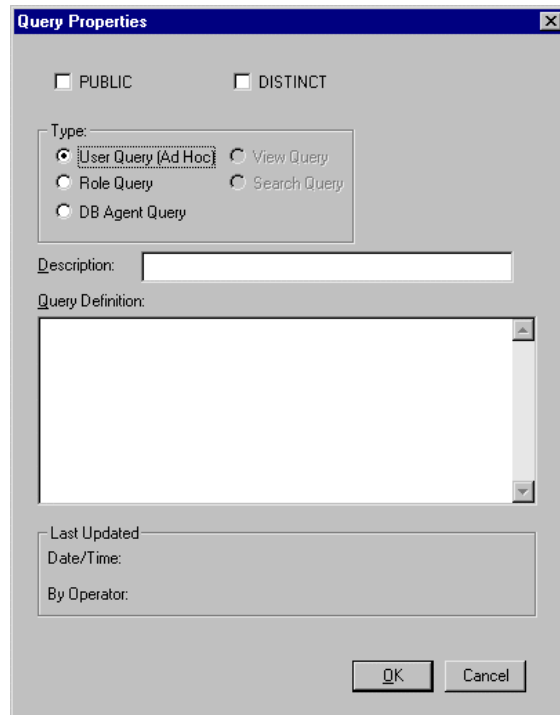 Query Properties
PUBLIC DISTINCT
Type:
User Query (Ad Hoc) View Query
Role Query Search Query
DB Agent Query
Description:
Query Definition:
Last Updated
Date/Time:
By Operator:
OK Cancel